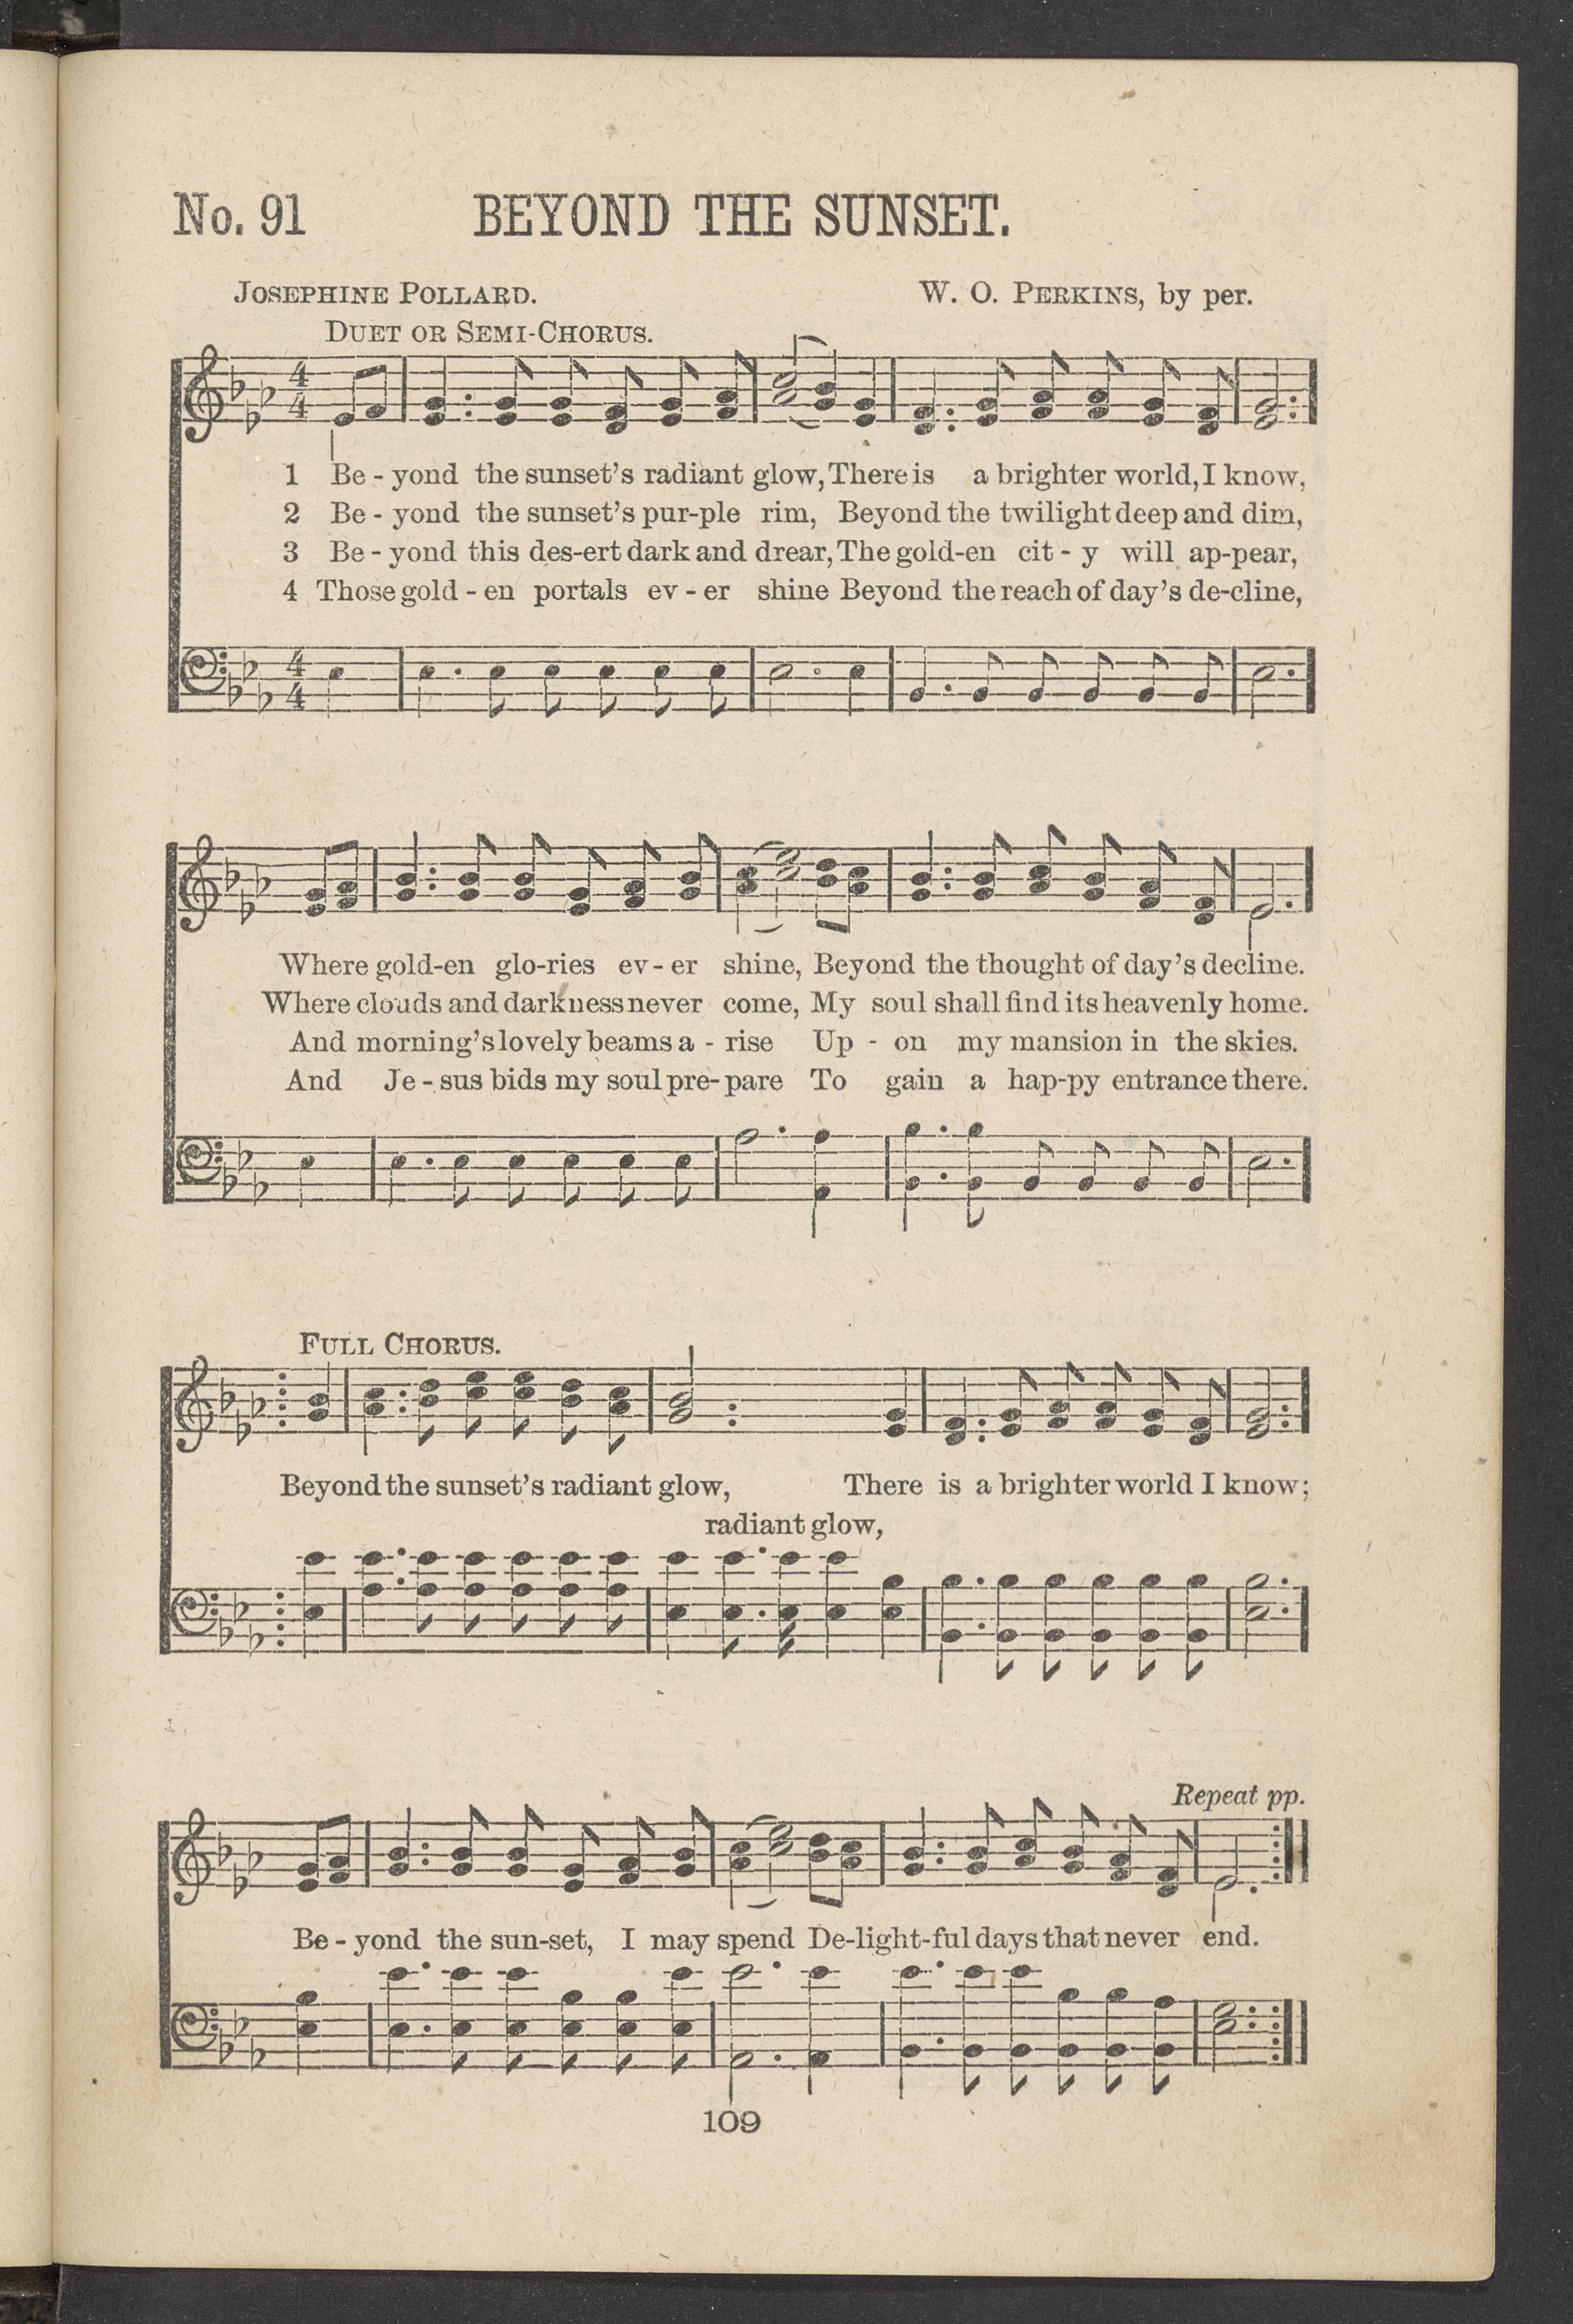 No. 91 BEYOND THE SUNSET.
JOSEPHINE POLLARD. W. O. PERKINS, by per.
DUET OR SEMI-CHORUS.
1 Be - yond the sunset's radiant glow, There is a brighter world, I know,
2 Be - yond the sunset's pur-ple rim, Beyond the twilight deep and dim,
3 Be - yond this des-ert dark and drear, The gold-en cit - y will ap-pear,
4 Those gold - en portals ev - er shine Beyond the reach of day's de-cline,
Where gold-en glo-ries ev - er shine, Beyond the thought of day's decline.
Where clouds and darkness never come, My soul shall find its heavenly home.
And morning's lovely beams a - rise Up - on my mansion in the skies.
And Je - sus bids my soul pre-pare To gain a hap-py entrance there.
FULL CHORUS.
Beyond the sunset's radiant glow, There is a brighter world I know;
radiant glow,
Repeat pp.
Be - yond the sun-set, I may spend De-light-ful days that never end.
109